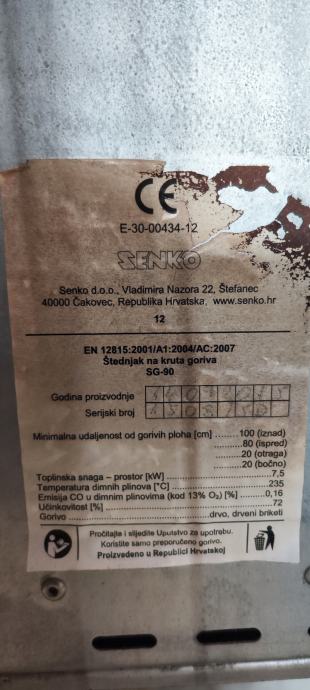 CE
E-30-00434-12
SENKO
Senko d.o.o., Vladimira Nazora 22, Štefanec
40000 Čakovec, Republika Hrvatska, www.senko.hr
12
EN 12815:2001/A1:2004/AC:2007
Štednjak na kruta goriva
SG-90
Godina proizvodnje
Serijski broj
Minimalna udaljenost od gorivih ploha [cm] ....... 100 (iznad)
........ 80 (ispred)
........ 20 (otraga)
........ 20 (bočno)
Toplinska snaga – prostor [kW] ........ 7,5
Temperatura dimnih plinova [°C] ........ 235
Emisija CO u dimnim plinovima (kod 13% O₂) [%] ........ 0,16
Učinkovitost [%] ........ 72
Gorivo ........ drvo, drveni briketi
Pročitajte i slijedite Uputstvo za upotrebu.
Koristite samo preporučeno gorivo.
Proizvedeno u Republici Hrvatskoj